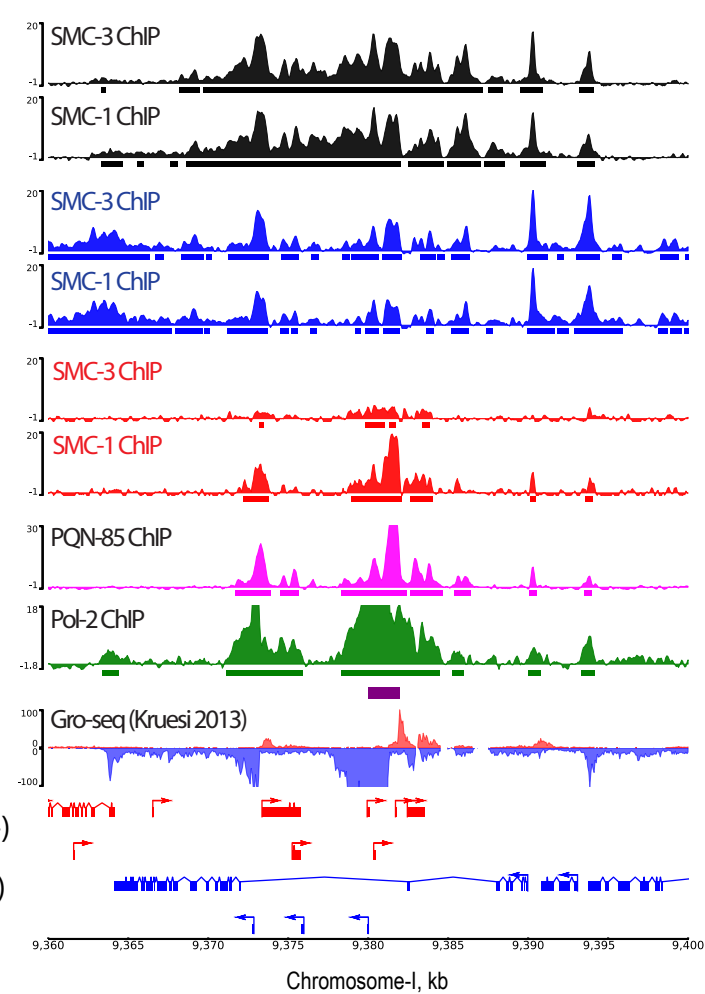 20
SMC-3 ChIP
-1
20
SMC-1 ChIP
-1
20
SMC-3 ChIP
-1
20
SMC-1 ChIP
-1
20
SMC-3 ChIP
-1
20
SMC-1 ChIP
-1
30
PQN-85 ChIP
-1
18
Pol-2 ChIP
-1.8
100
Gro-seq (Kruesi 2013)
0
0
-100
)
)
9,360 9,365 9,370 9,375 9,380 9,385 9,390 9,395 9,400
Chromosome-I, kb